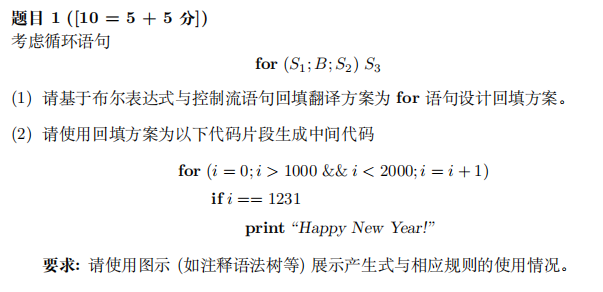 题目 1 ([10 = 5 + 5 分])
考虑循环语句
for (S₁; B; S₂) S₃
(1) 请基于布尔表达式与控制流语句回填翻译方案为 for 语句设计回填方案。
(2) 请使用回填方案为以下代码片段生成中间代码
for (i = 0; i > 1000 && i < 2000; i = i + 1)
if i == 1231
print “Happy New Year!”
要求: 请使用图示 (如注释语法树等) 展示产生式与相应规则的使用情况。